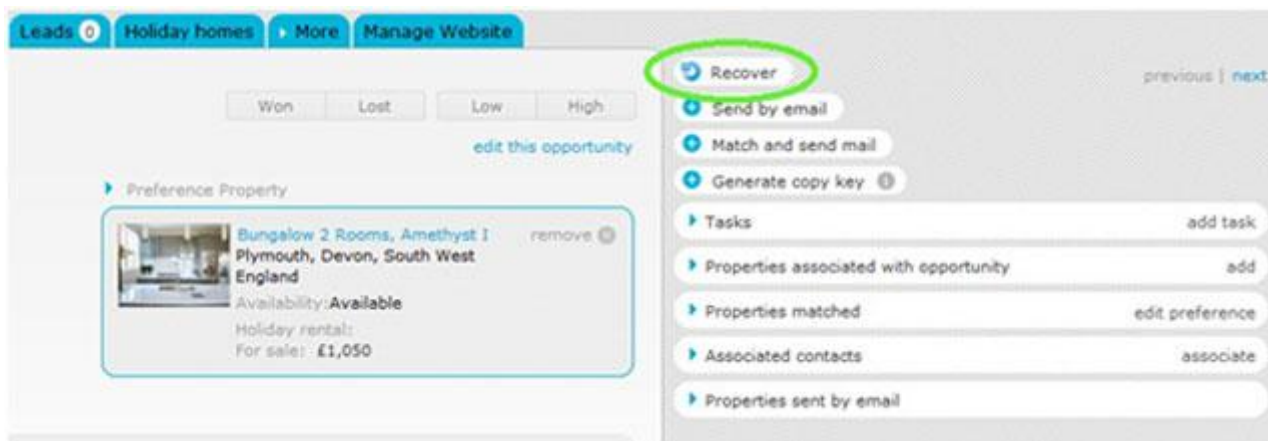 Leads 0 Holiday homes More Manage Website
Recover
previous | next
Won Lost Low High
Send by email
edit this opportunity
Match and send mail
Generate copy key
Preference Property
Bungalow 2 Rooms, Amethyst I remove
Plymouth, Devon, South West
England
Availability:Available
Holiday rental:
For sale: £1,050
Tasks add task
Properties associated with opportunity add
Properties matched edit preference
Associated contacts associate
Properties sent by email